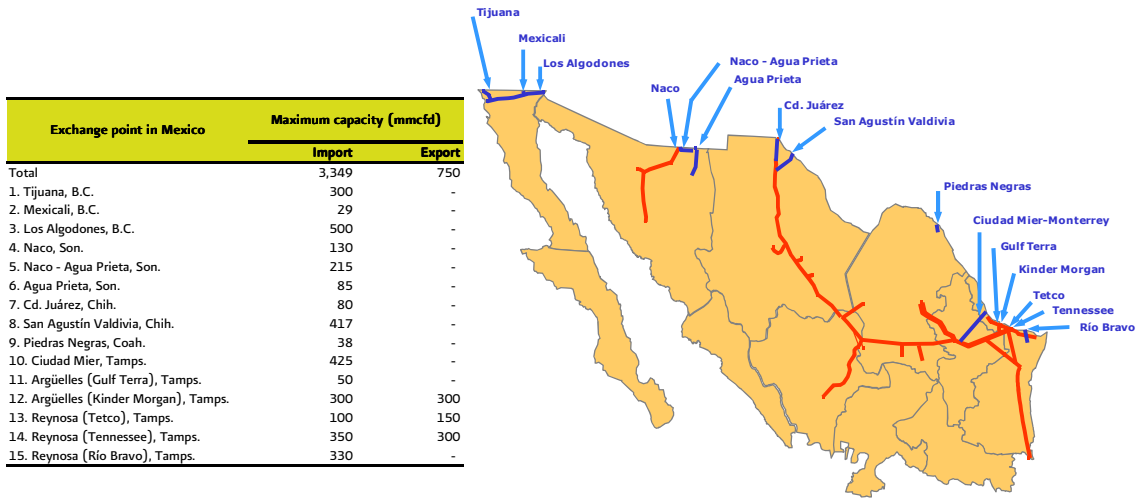 Exchange point in Mexico
Maximum capacity (mmcfd)
Import Export
Total 3,349 750
1. Tijuana, B.C. 300 -
2. Mexicali, B.C. 29 -
3. Los Algodones, B.C. 500 -
4. Naco, Son. 130 -
5. Naco - Agua Prieta, Son. 215 -
6. Agua Prieta, Son. 85 -
7. Cd. Juárez, Chih. 80 -
8. San Agustín Valdivia, Chih. 417 -
9. Piedras Negras, Coah. 38 -
10. Ciudad Mier, Tamps. 425 -
11. Argüelles (Gulf Terra), Tamps. 50 -
12. Argüelles (Kinder Morgan), Tamps. 300 300
13. Reynosa (Tetco), Tamps. 100 150
14. Reynosa (Tennessee), Tamps. 350 300
15. Reynosa (Río Bravo), Tamps. 330 -
Tijuana
Mexicali
Los Algodones
Naco
Naco - Agua Prieta
Agua Prieta
Cd. Juárez
San Agustín Valdivia
Piedras Negras
Ciudad Mier-Monterrey
Gulf Terra
Kinder Morgan
Tetco
Tennessee
Río Bravo